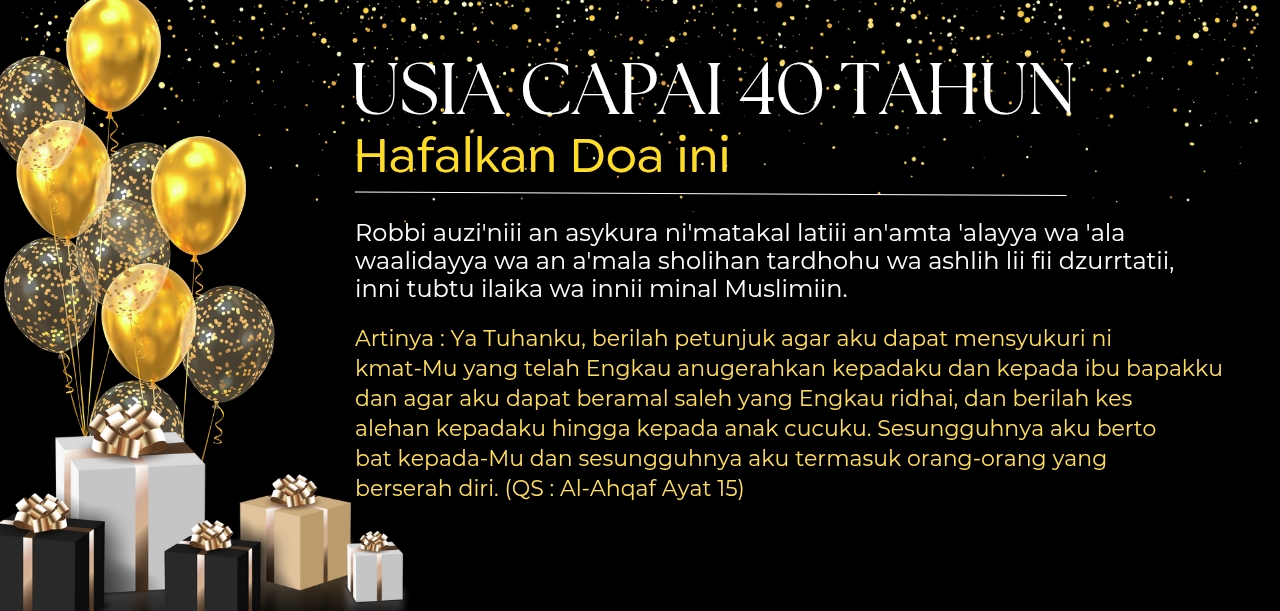 USIA CAPAI 40 TAHUN
Hafalkan Doa ini
Robbi auzi'niii an asykura ni'matakal latiii an'amta 'alayya wa 'ala
waalidayya wa an a'mala sholihan tardhohu wa ashlih lii fii dzurrtatii,
inni tubtu ilaika wa innii minal Muslimiin.
Artinya : Ya Tuhanku, berilah petunjuk agar aku dapat mensyukuri ni
kmat-Mu yang telah Engkau anugerahkan kepadaku dan kepada ibu bapakku
dan agar aku dapat beramal saleh yang Engkau ridhai, dan berilah kes
alehan kepadaku hingga kepada anak cucuku. Sesungguhnya aku berto
bat kepada-Mu dan sesungguhnya aku termasuk orang-orang yang
berserah diri. (QS : Al-Ahqaf Ayat 15)